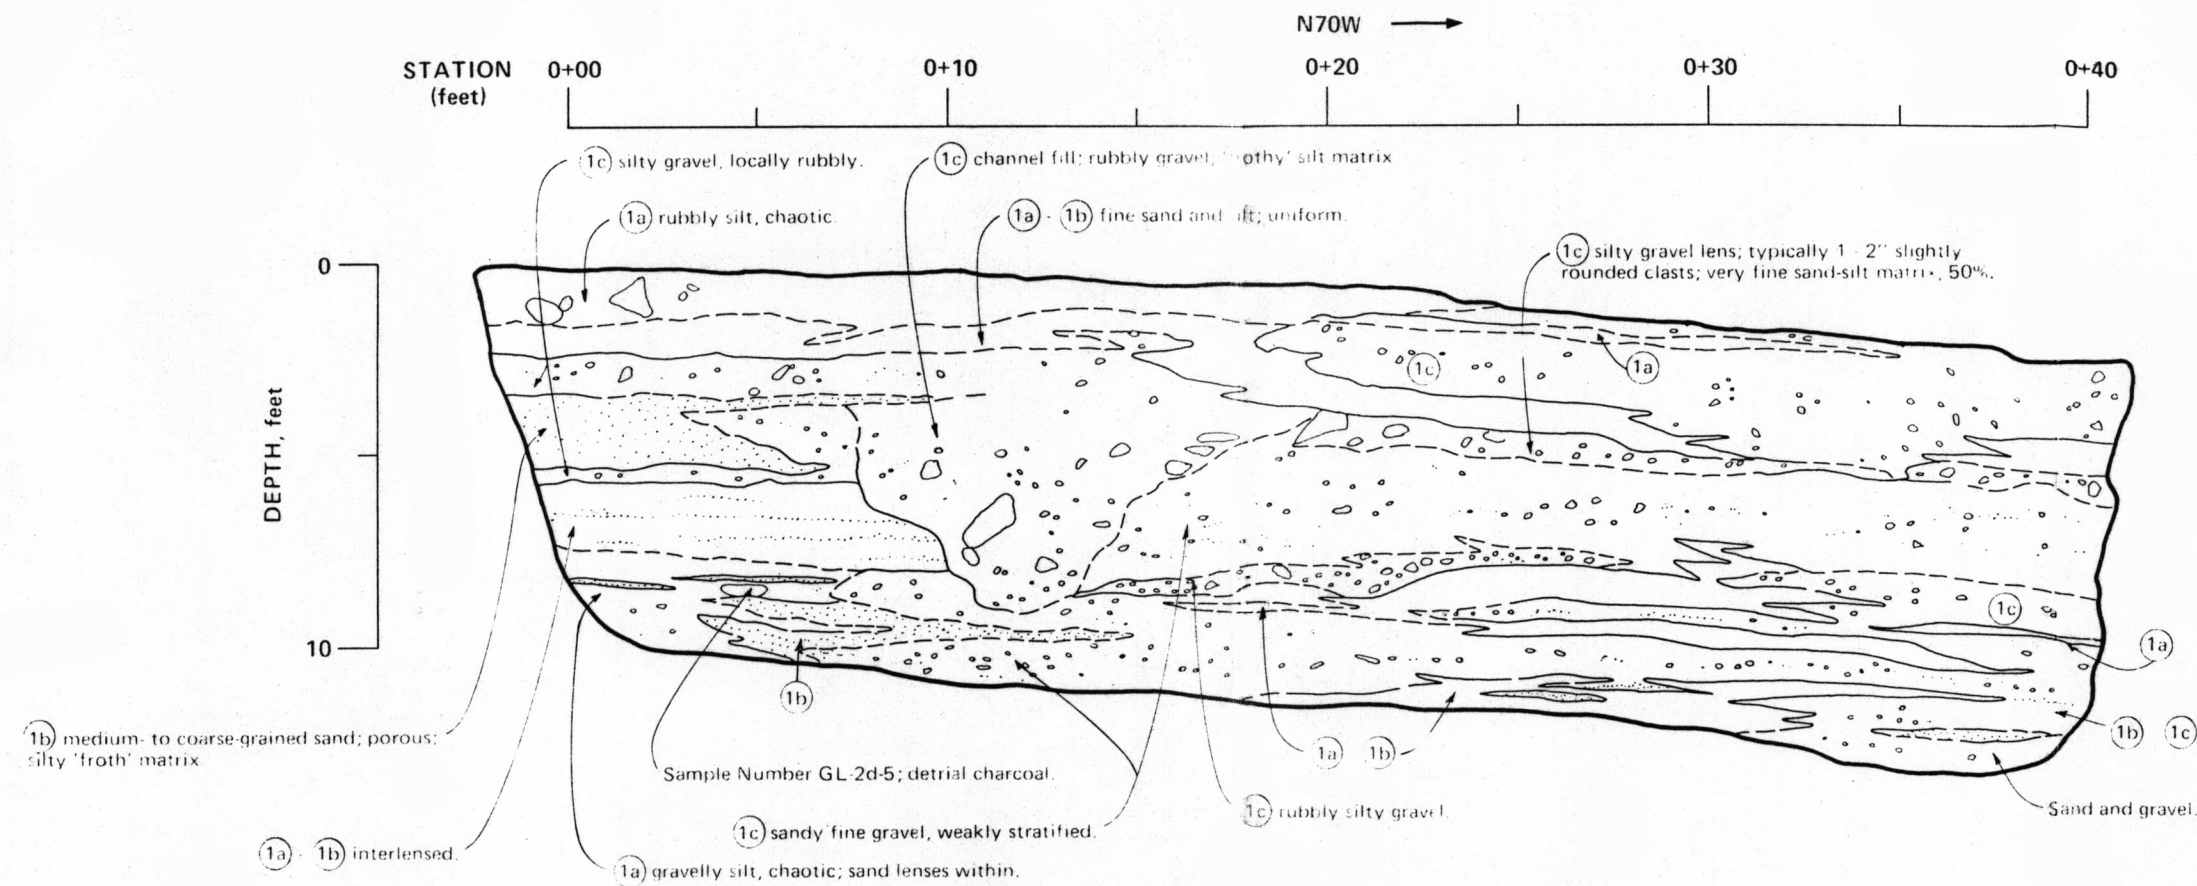 N70W
STATION 0+00 0+10 0+20 0+30 0+40
(feet)
1c silty gravel, locally rubbly.
1c channel fill; rubbly gravel, othy' silt matrix
1a rubbly silt, chaotic.
1a - 1b fine sand and ilt; uniform.
1c silty gravel lens; typically 1 - 2" slightly
rounded clasts; very fine sand-silt matrix, 50%.
0
1c
1a
DEPTH, feet
1c
10
1a
1b
1b) medium- to coarse-grained sand; porous;
silty 'froth' matrix
1a 1b
1b 1c
Sample Number GL-2d-5; detrial charcoal.
1c rubbly silty gravel.
Sand and gravel.
1c sandy fine gravel, weakly stratified.
1a - 1b interlensed.
1a gravelly silt, chaotic; sand lenses within.